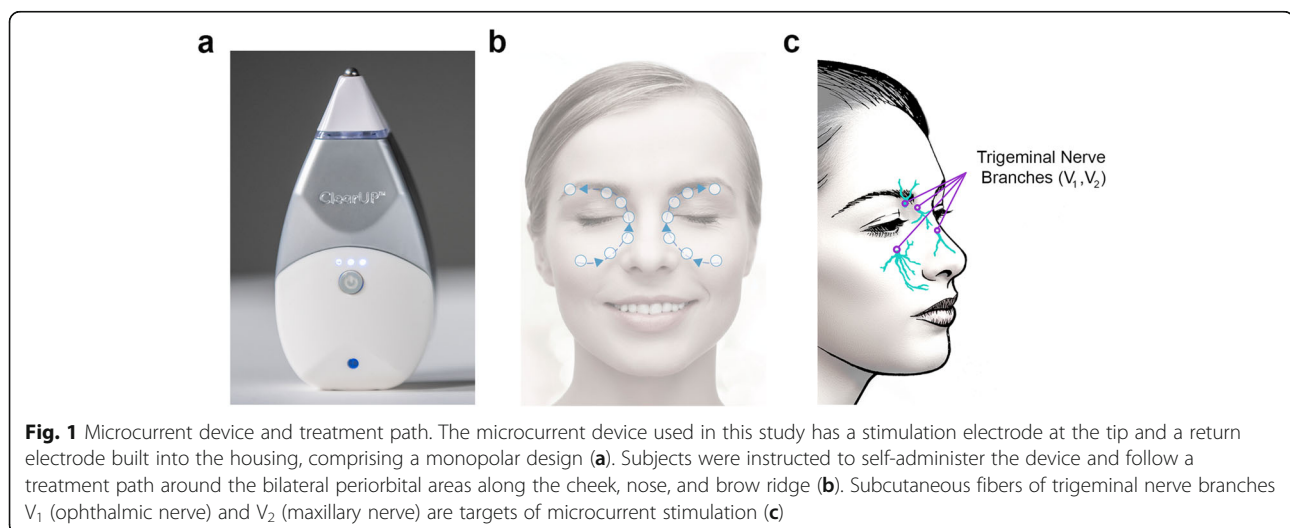 a
b
c
ClearUP™
Trigeminal Nerve
Branches (V₁,V₂)
Fig. 1 Microcurrent device and treatment path. The microcurrent device used in this study has a stimulation electrode at the tip and a return
electrode built into the housing, comprising a monopolar design (a). Subjects were instructed to self-administer the device and follow a
treatment path around the bilateral periorbital areas along the cheek, nose, and brow ridge (b). Subcutaneous fibers of trigeminal nerve branches
V₁ (ophthalmic nerve) and V₂ (maxillary nerve) are targets of microcurrent stimulation (c)